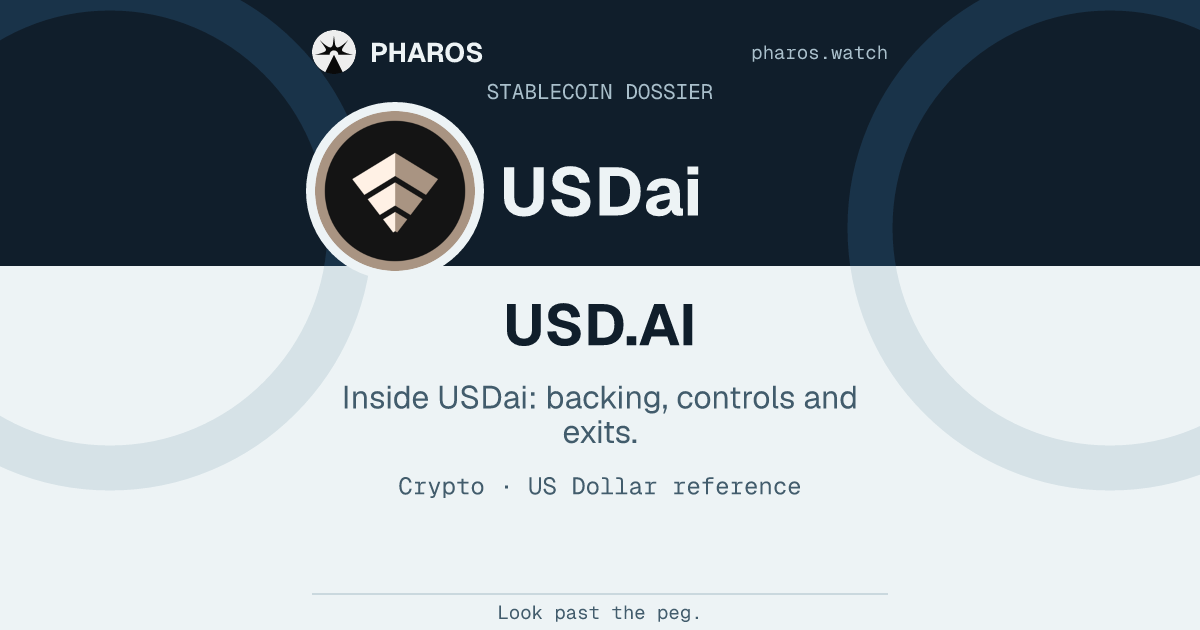 PHAROS
pharos.watch
STABLECOIN DOSSIER
USDai
USD.AI
Inside USDai: backing, controls and
exits.
Crypto · US Dollar reference
Look past the peg.